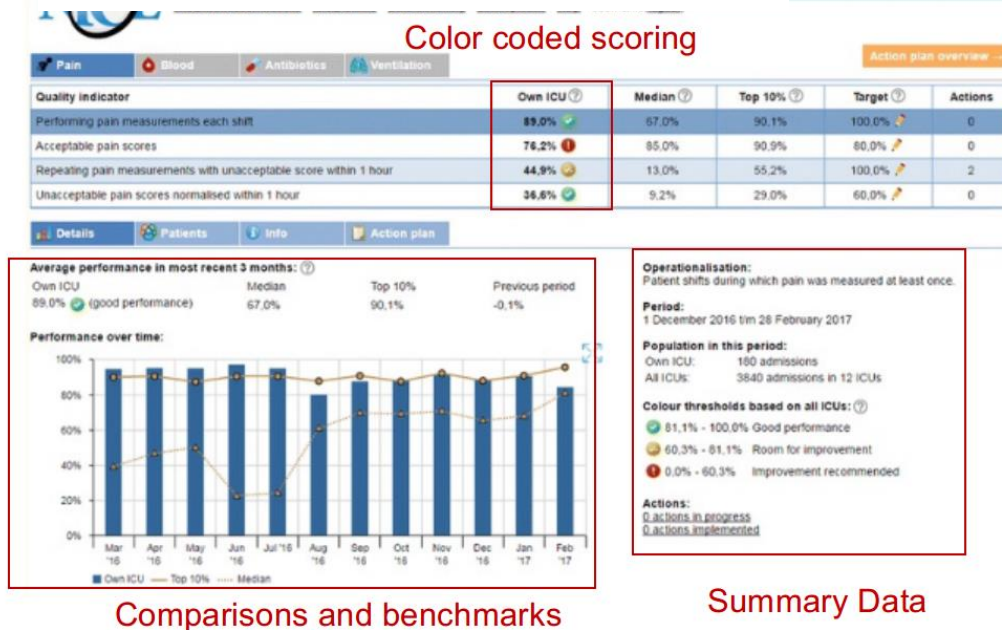 Color coded scoring
Pain Blood Antibiotics Ventilation
Action plan overview
Quality indicator Own ICU Median Top 10% Target Actions
Performing pain measurements each shift 89,0% 67,0% 90,1% 100,0% 0
Acceptable pain scores 76,2% 85,0% 90,9% 80,0% 0
Repeating pain measurements with unacceptable score within 1 hour 44,9% 13,0% 55,2% 100,0% 2
Unacceptable pain scores normalised within 1 hour 36,6% 9,2% 29,0% 60,0% 0
Details Patients Info Action plan
Average performance in most recent 3 months:
Own ICU Median Top 10% Previous period
89,0% (good performance) 67,0% 90,1% -0,1%
Performance over time:
100%
80%
60%
40%
20%
0%
Mar '16 Apr '16 May '16 Jun '16 Jul '16 Aug '16 Sep '16 Oct '16 Nov '16 Dec '16 Jan '17 Feb '17
Own ICU Top 10% Median
Operationalisation:
Patient shifts during which pain was measured at least once.
Period:
1 December 2016 t/m 28 February 2017
Population in this period:
Own ICU: 180 admissions
All ICUs: 3840 admissions in 12 ICUs
Colour thresholds based on all ICUs:
81,1% - 100,0% Good performance
60,3% - 81,1% Room for improvement
0,0% - 60,3% Improvement recommended
Actions:
0 actions in progress
0 actions implemented
Comparisons and benchmarks
Summary Data